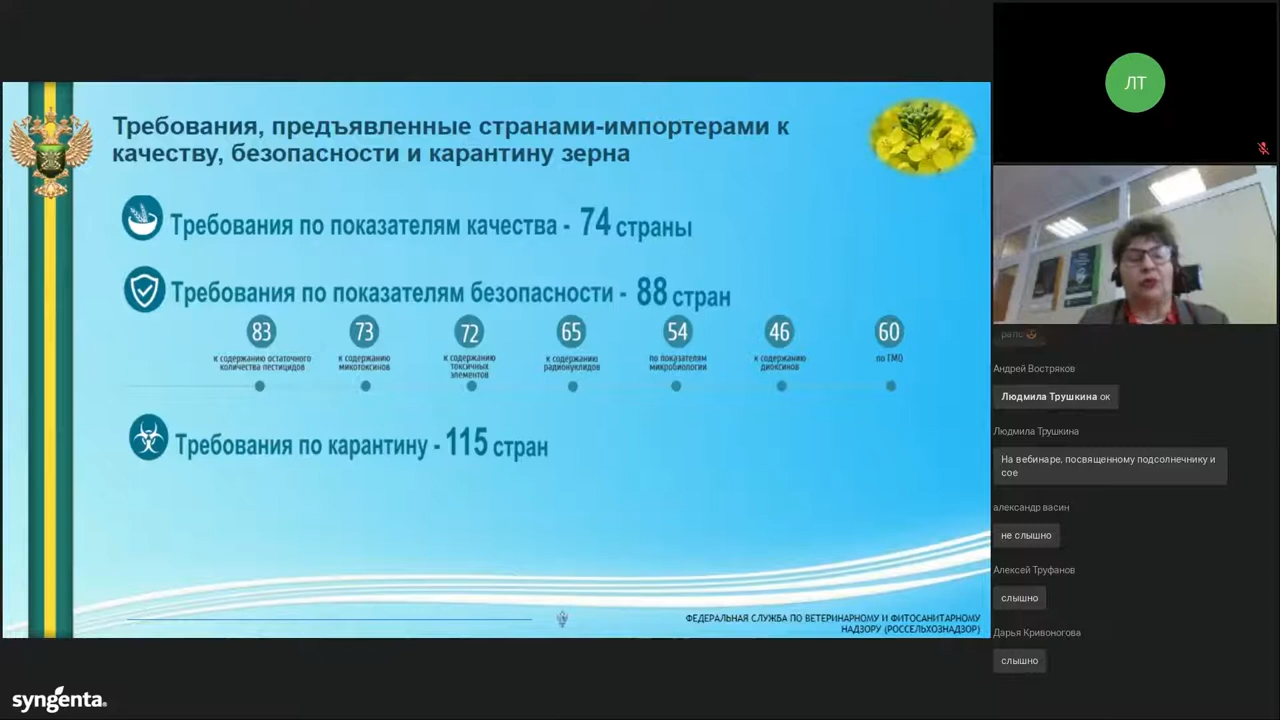 Требования, предъявленные странами-импортерами к
качеству, безопасности и карантину зерна
Требования по показателям качества - 74 страны
Требования по показателям безопасности - 88 стран
83
к содержанию остаточного
количества пестицидов
73
к содержанию
микотоксинов
72
к содержанию
токсичных
элементов
65
к содержанию
радионуклидов
54
по показателям
микробиологии
46
к содержанию
диоксинов
60
по ГМО
Требования по карантину - 115 стран
ФЕДЕРАЛЬНАЯ СЛУЖБА ПО ВЕТЕРИНАРНОМУ И ФИТОСАНИТАРНОМУ
НАДЗОРУ (РОССЕЛЬХОЗНАДЗОР)
syngenta.
ЛТ
рапс
Андрей Востряков
Людмила Трушкина ок
Людмила Трушкина
На вебинаре, посвященному подсолнечнику и
сое
александр васин
не слышно
Алексей Труфанов
слышно
Дарья Кривоногова
слышно